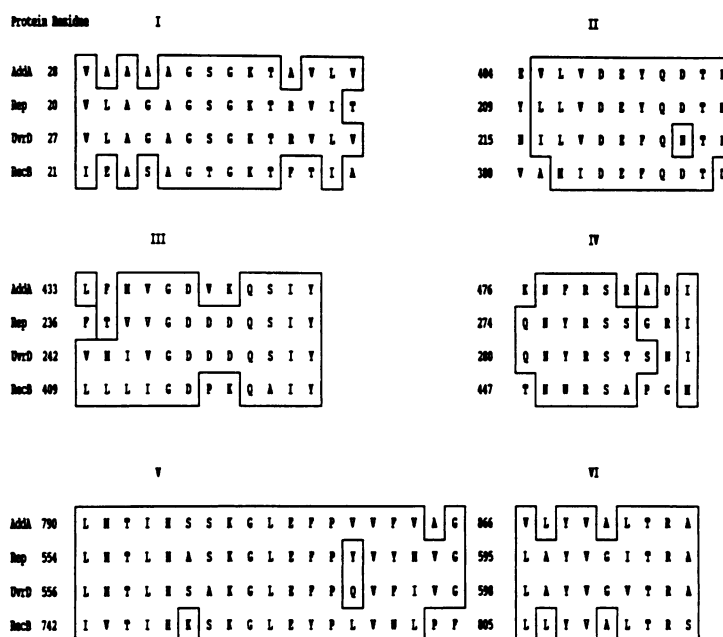 Protein Residue I II
AddA 28 V A A A A G S G K T A V L V 404 E V L V D E Y Q D T
Rep 20 V L A G A G S G K T R V I T 209 Y L L V D E Y Q D T
UvrD 27 V L A G A G S G K T R V L V 215 N I L V D E F Q N T
RecB 21 I E A S A G T G K T F T I A 380 V A M I D E F Q D T
III IV
AddA 433 L F M V G D V K Q S I Y 476 K N F R S R A D I
Rep 236 F T V V G D D D Q S I Y 274 Q N Y R S S G R I
UvrD 242 V M I V G D D D Q S I Y 280 Q N Y R S T S N I
RecB 409 L L L I G D P K Q A I Y 447 T N W R S A P G M
V VI
AddA 790 L M T I H S S K G L E F P V V F V A G 866 V L Y V A L T R A
Rep 554 L M T L H A S K G L E F P Y V Y M V G 595 L A Y V G I T R A
UvrD 556 L M T L H S A K G L E F P Q V F I V G 598 L A Y V G V T R A
RecB 742 I V T I H K S K G L E Y P L V W L P F 805 L L Y V A L T R S